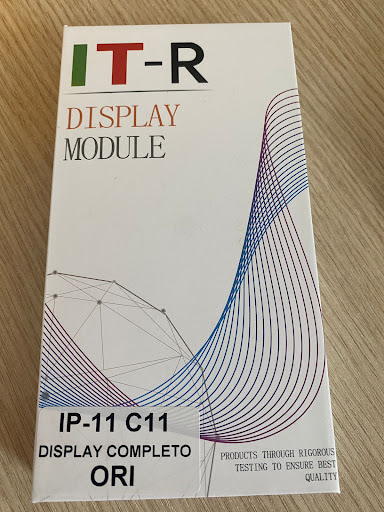 IT-R
DISPLAY
MODULE
IP-11 C11
DISPLAY COMPLETO
ORI
PRODUCTS THROUGH RIGOROUS
TESTING TO ENSURE BEST
QUALITY